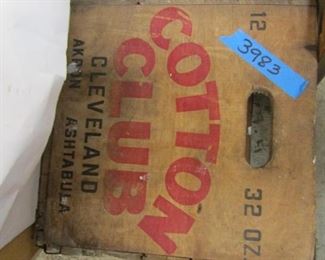 3983
12
32 OZ.
COTTON
CLUB
CLEVELAND
AKRON ASHTABULA